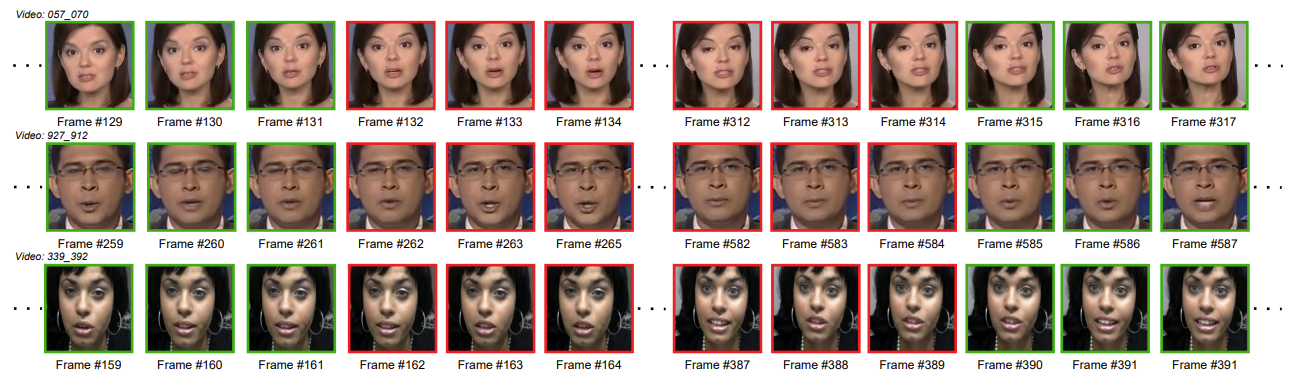 Video: 057_070
Frame #129 Frame #130 Frame #131 Frame #132 Frame #133 Frame #134 Frame #312 Frame #313 Frame #314 Frame #315 Frame #316 Frame #317
Video: 927_912
Frame #259 Frame #260 Frame #261 Frame #262 Frame #263 Frame #265 Frame #582 Frame #583 Frame #584 Frame #585 Frame #586 Frame #587
Video: 339_392
Frame #159 Frame #160 Frame #161 Frame #162 Frame #163 Frame #164 Frame #387 Frame #388 Frame #389 Frame #390 Frame #391 Frame #391